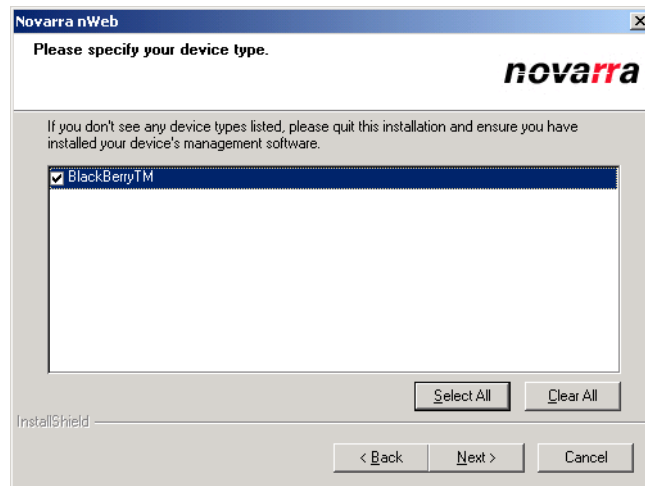 Novarra nWeb
Please specify your device type.
novarra
If you don't see any device types listed, please quit this installation and ensure you have
installed your device's management software.
BlackBerryTM
Select All
Clear All
InstallShield
< Back
Next >
Cancel